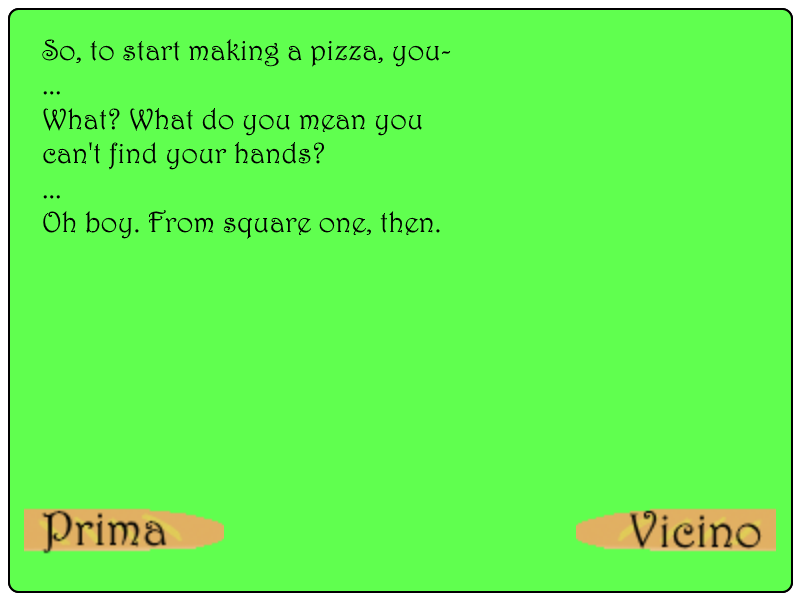 So, to start making a pizza, you-
...
What? What do you mean you
can't find your hands?
...
Oh boy. From square one, then.
Prima
Vicino